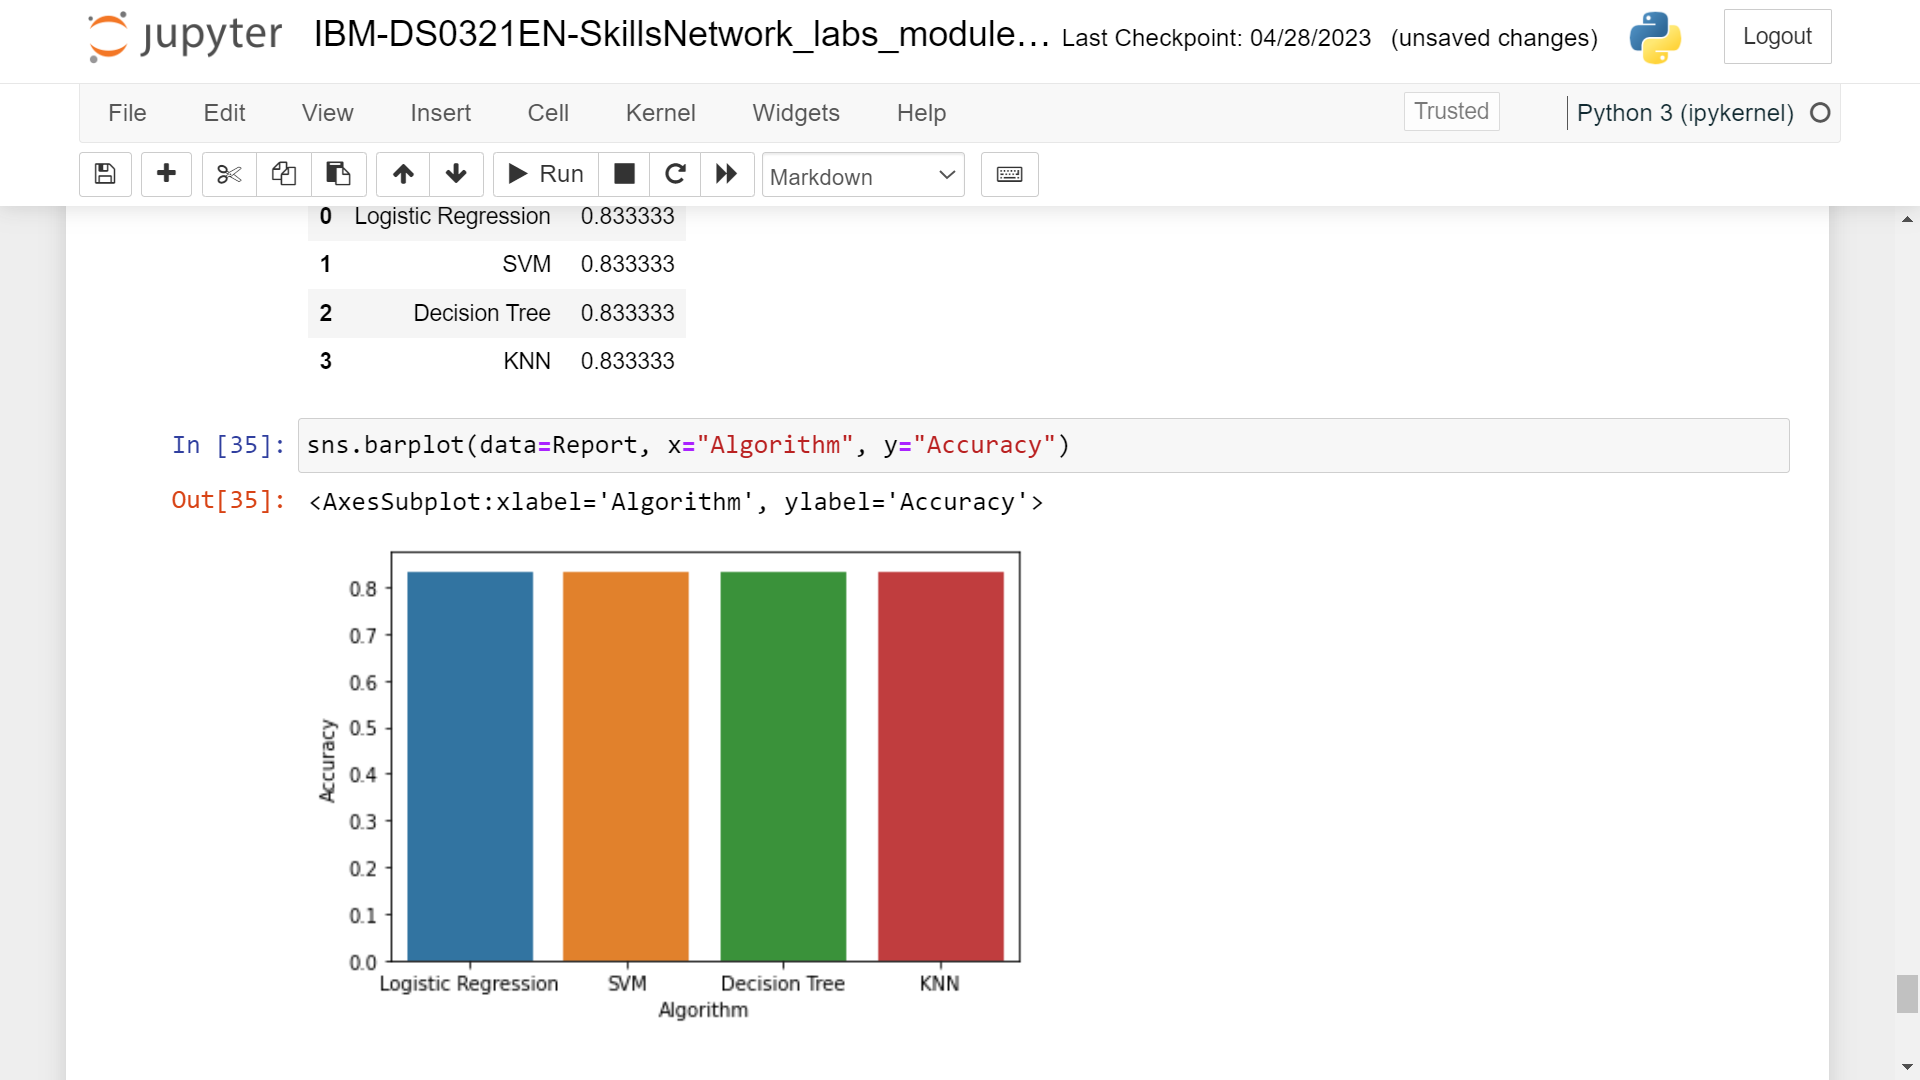 jupyter IBM-DS0321EN-SkillsNetwork_labs_module... Last Checkpoint: 04/28/2023 (unsaved changes) Logout
File Edit View Insert Cell Kernel Widgets Help Trusted Python 3 (ipykernel)
Run Markdown
0 Logistic Regression 0.833333
1 SVM 0.833333
2 Decision Tree 0.833333
3 KNN 0.833333
In [35]: sns.barplot(data=Report, x="Algorithm", y="Accuracy")
Out[35]: <AxesSubplot:xlabel='Algorithm', ylabel='Accuracy'>
0.8
0.7
0.6
0.5
0.4
0.3
0.2
0.1
0.0
Accuracy
Logistic Regression SVM Decision Tree KNN
Algorithm